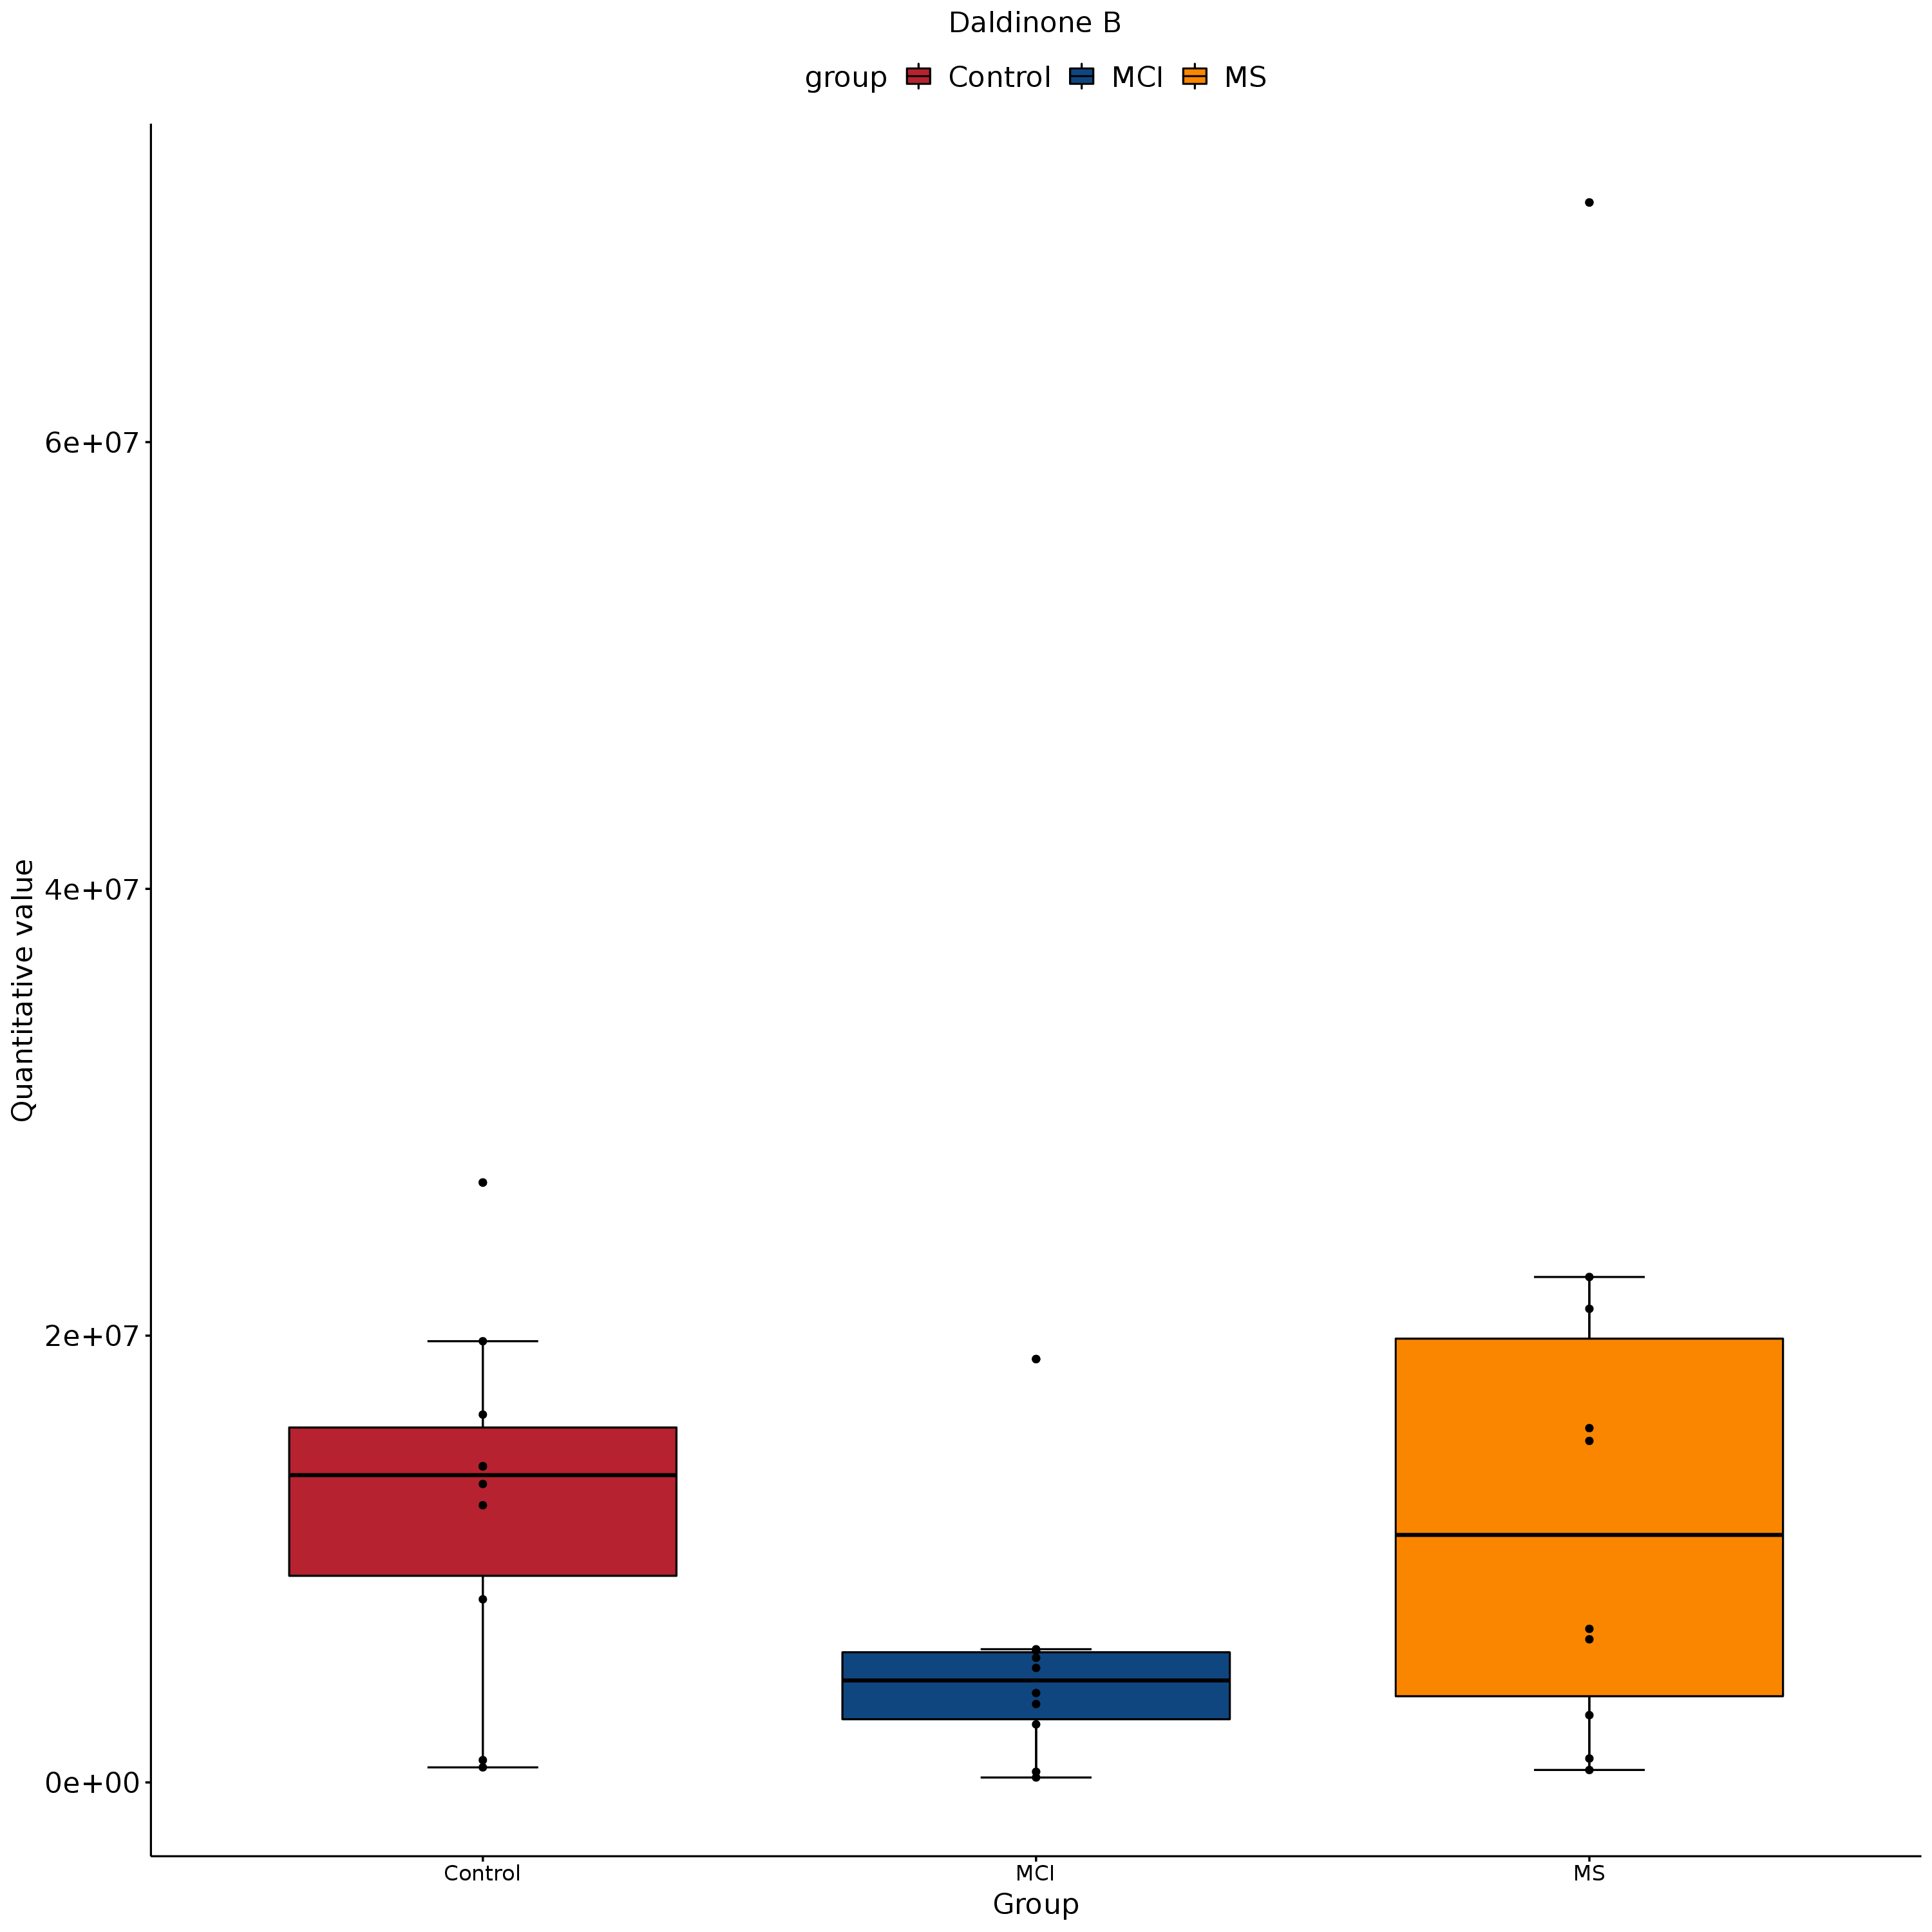 Daldinone B
group Control MCI MS
Quantitative value
6e+07
4e+07
2e+07
0e+00
Control MCI MS
Group